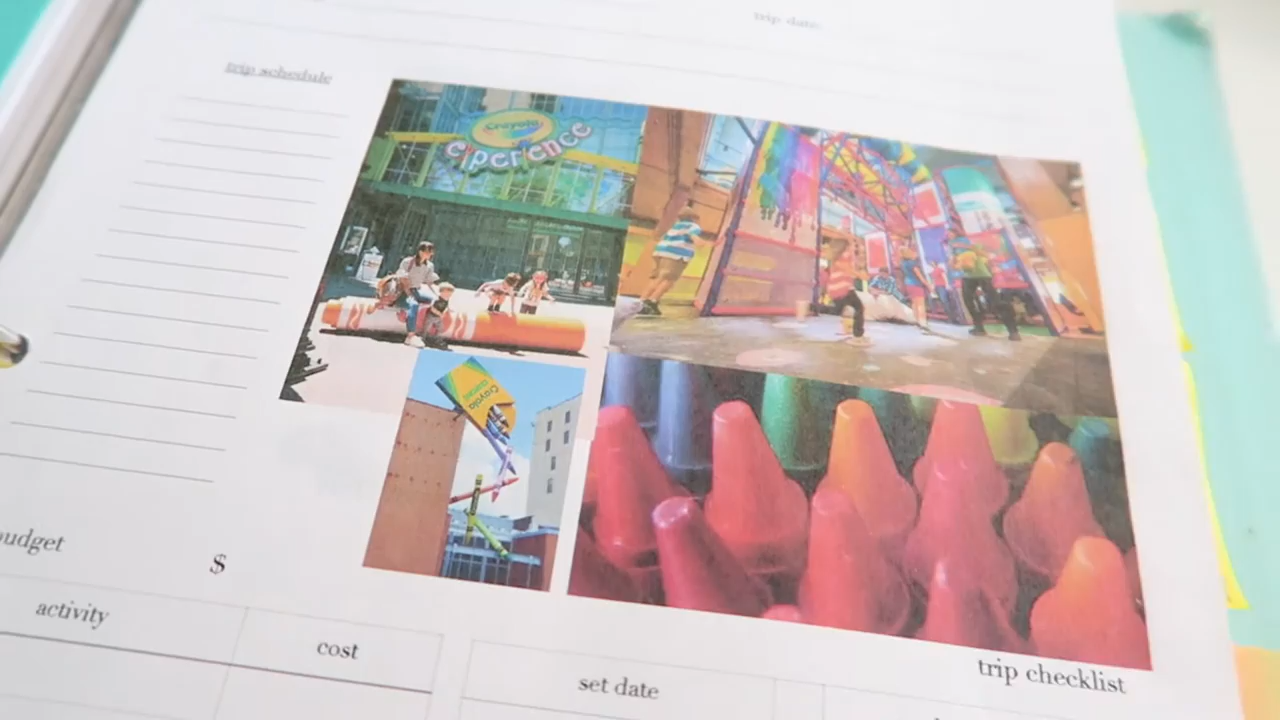 trip date
trip schedule
Crayola
experience
Crayola
budget
$
activity
cost
set date
trip checklist